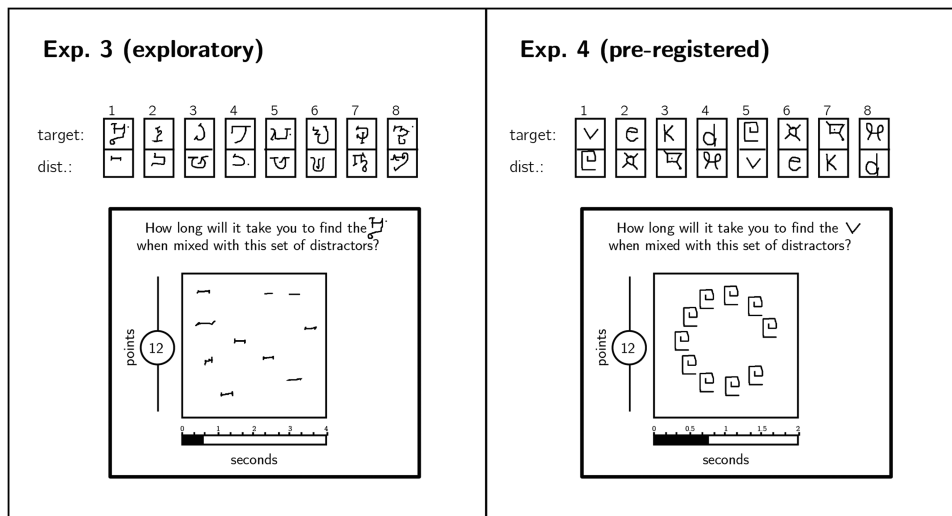 Exp. 3 (exploratory)
1 2 3 4 5 6 7 8
target:
dist.:
How long will it take you to find the
when mixed with this set of distractors?
points
12
0 1 2 3 4
seconds
Exp. 4 (pre-registered)
1 2 3 4 5 6 7 8
target: v e k d
dist.: v e k d
How long will it take you to find the v
when mixed with this set of distractors?
points
12
0 0.5 1 1.5 2
seconds